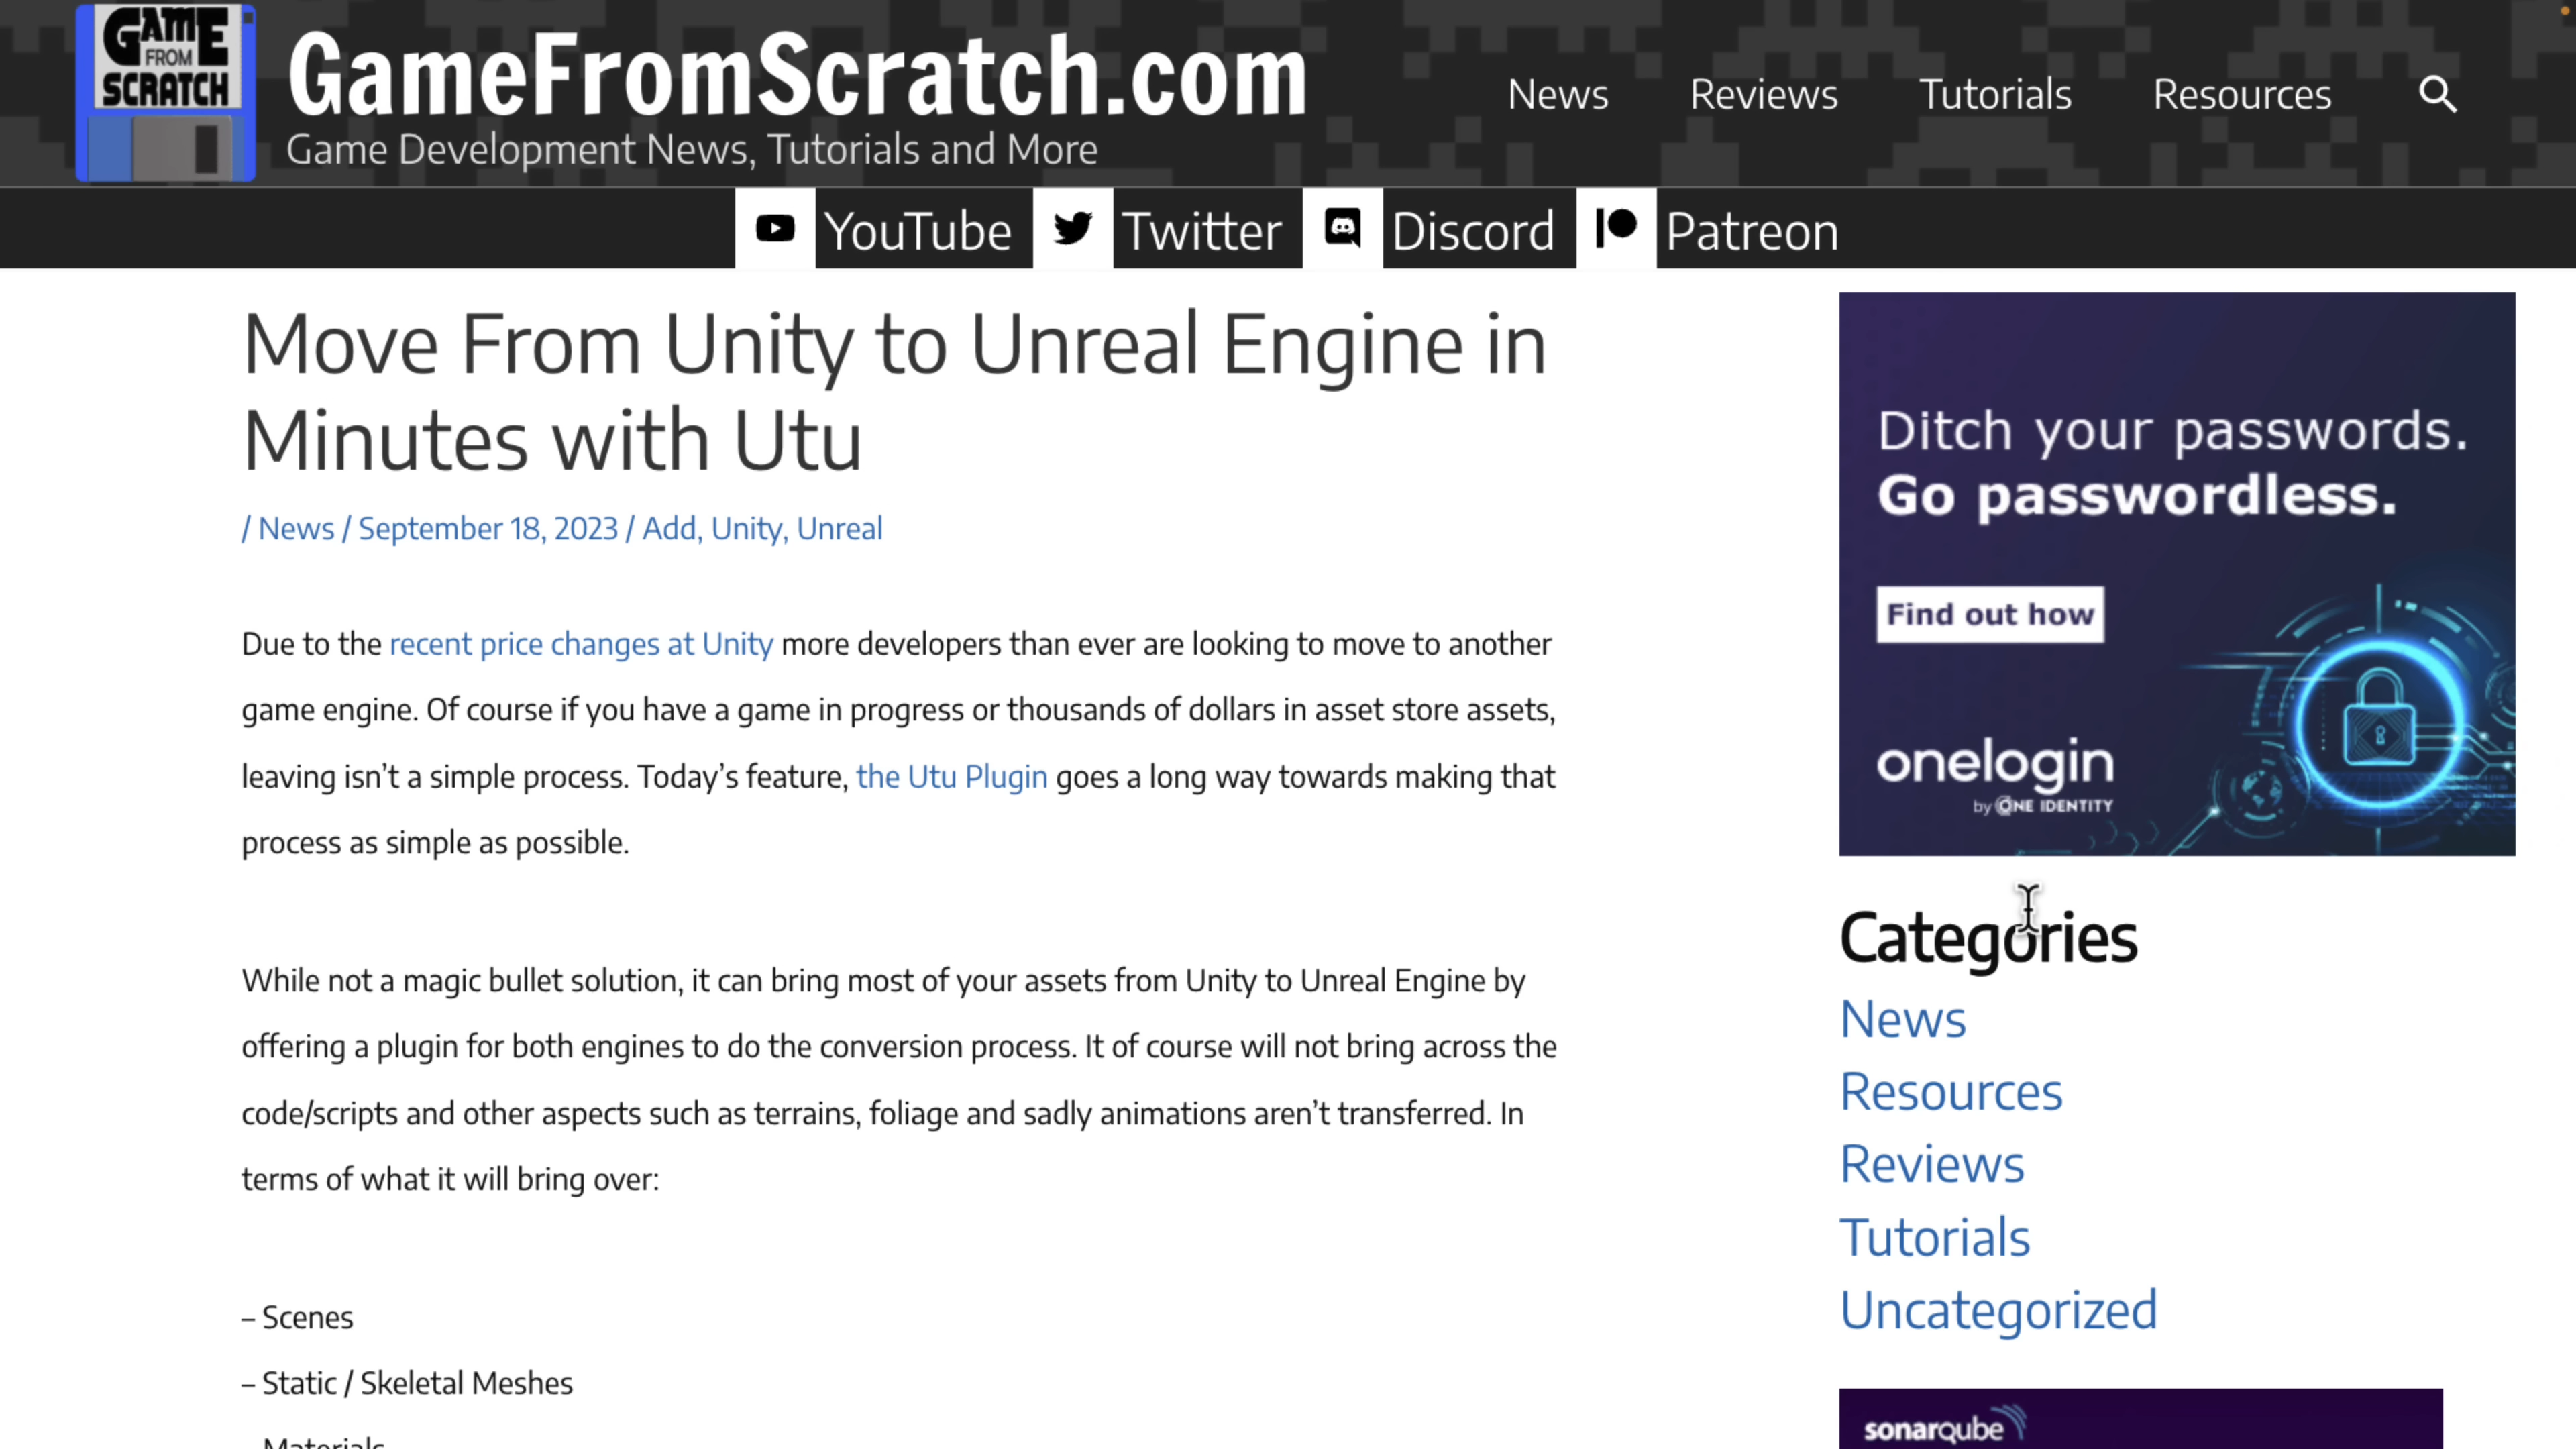 GAME
FROM
SCRATCH
GameFromScratch.com
Game Development News, Tutorials and More
News Reviews Tutorials Resources
YouTube Twitter Discord Patreon
Move From Unity to Unreal Engine in
Minutes with Utu
/ News / September 18, 2023 / Add, Unity, Unreal
Due to the recent price changes at Unity more developers than ever are looking to move to another
game engine. Of course if you have a game in progress or thousands of dollars in asset store assets,
leaving isn’t a simple process. Today’s feature, the Utu Plugin goes a long way towards making that
process as simple as possible.
While not a magic bullet solution, it can bring most of your assets from Unity to Unreal Engine by
offering a plugin for both engines to do the conversion process. It of course will not bring across the
code/scripts and other aspects such as terrains, foliage and sadly animations aren’t transferred. In
terms of what it will bring over:
– Scenes
– Static / Skeletal Meshes
– Materials
Ditch your passwords.
Go passwordless.
Find out how
onelogin
by ONE IDENTITY
Categories
News
Resources
Reviews
Tutorials
Uncategorized
sonarqube